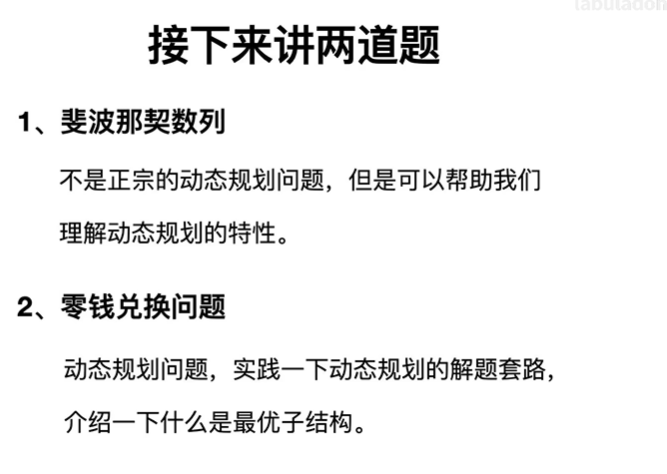 labuladon
接下来讲两道题
1、斐波那契数列
不是正宗的动态规划问题，但是可以帮助我们
理解动态规划的特性。
2、零钱兑换问题
动态规划问题，实践一下动态规划的解题套路，
介绍一下什么是最优子结构。